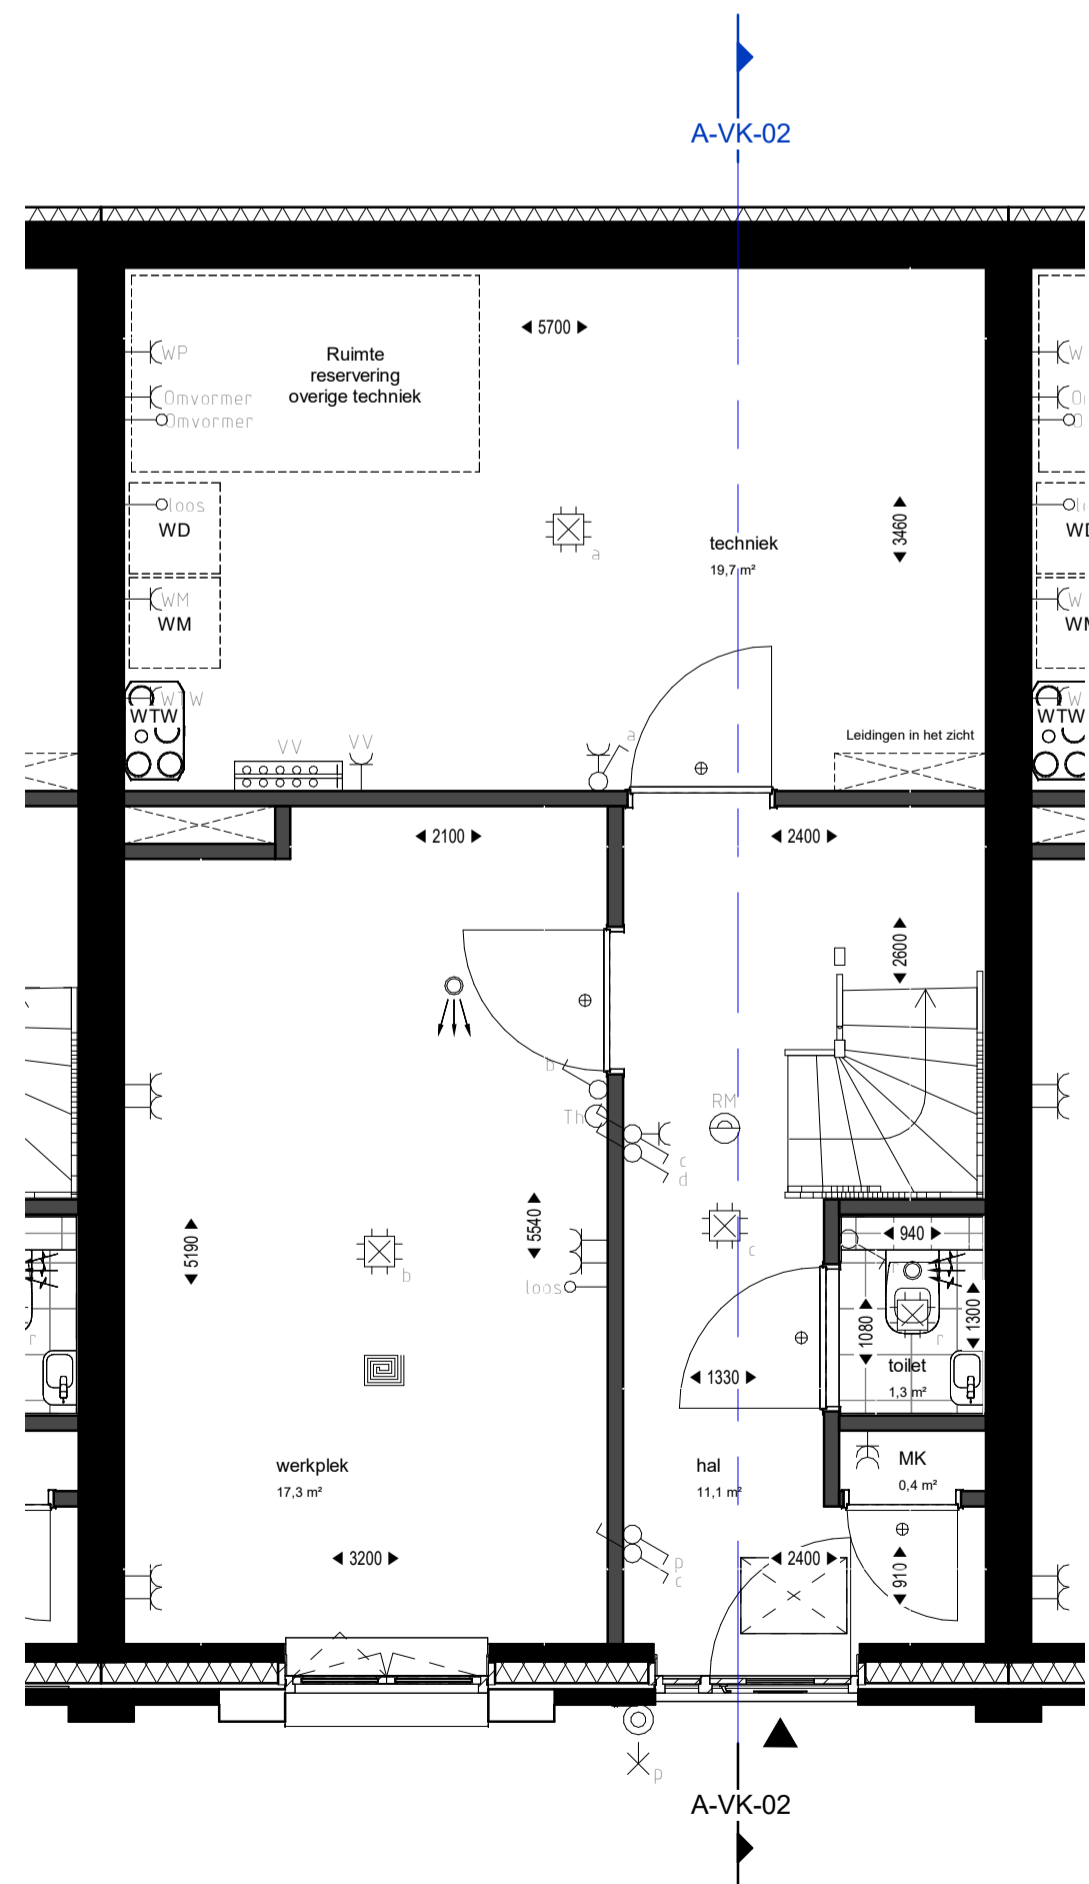 A-VK-02
5700
WP
Ruimte
reservering
overige techniek
Omvormer
Omvormer
loos
WD
3460
techniek
19,7 m²
a
WM
WM
WTW
WTW
VV
VV
a
Leidingen in het zicht
2100
2400
2600
b
Th
RM
c
d
5190
5540
940
b
c
loos
1080
1300
r
r
1330
toilet
1,3 m²
werkplek
17,3 m²
hal
11,1 m²
MK
0,4 m²
3200
2400
910
p
c
p
A-VK-02